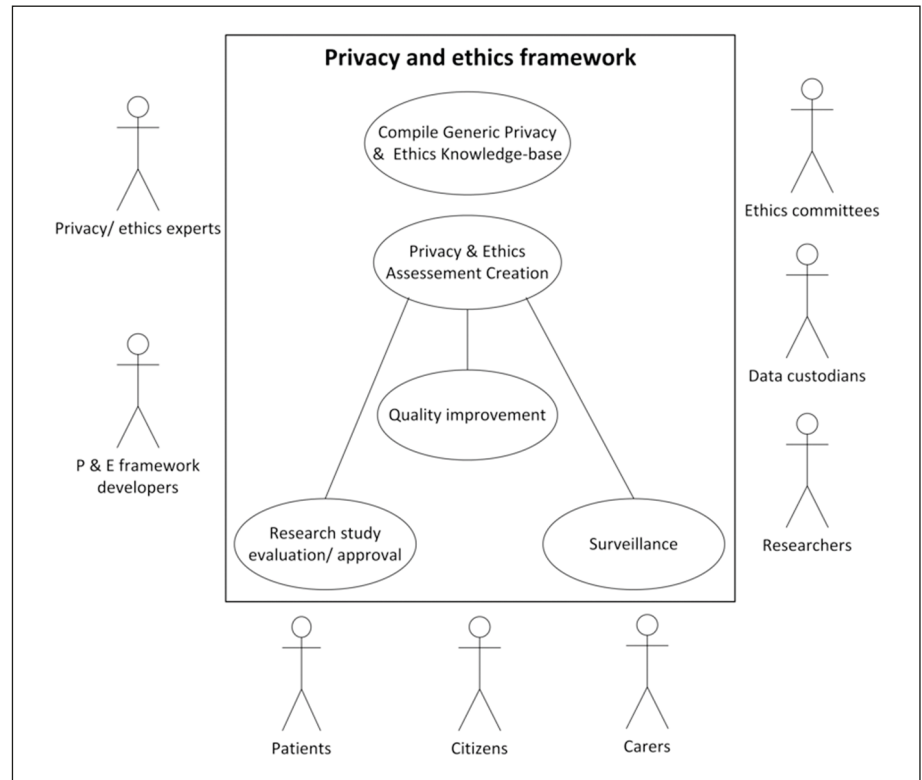 Privacy and ethics framework
Compile Generic Privacy
& Ethics Knowledge-base
Privacy/ ethics experts
Ethics committees
Privacy & Ethics
Assessement Creation
Data custodians
Quality improvement
P & E framework
developers
Research study
evaluation/ approval
Surveillance
Researchers
Patients
Citizens
Carers